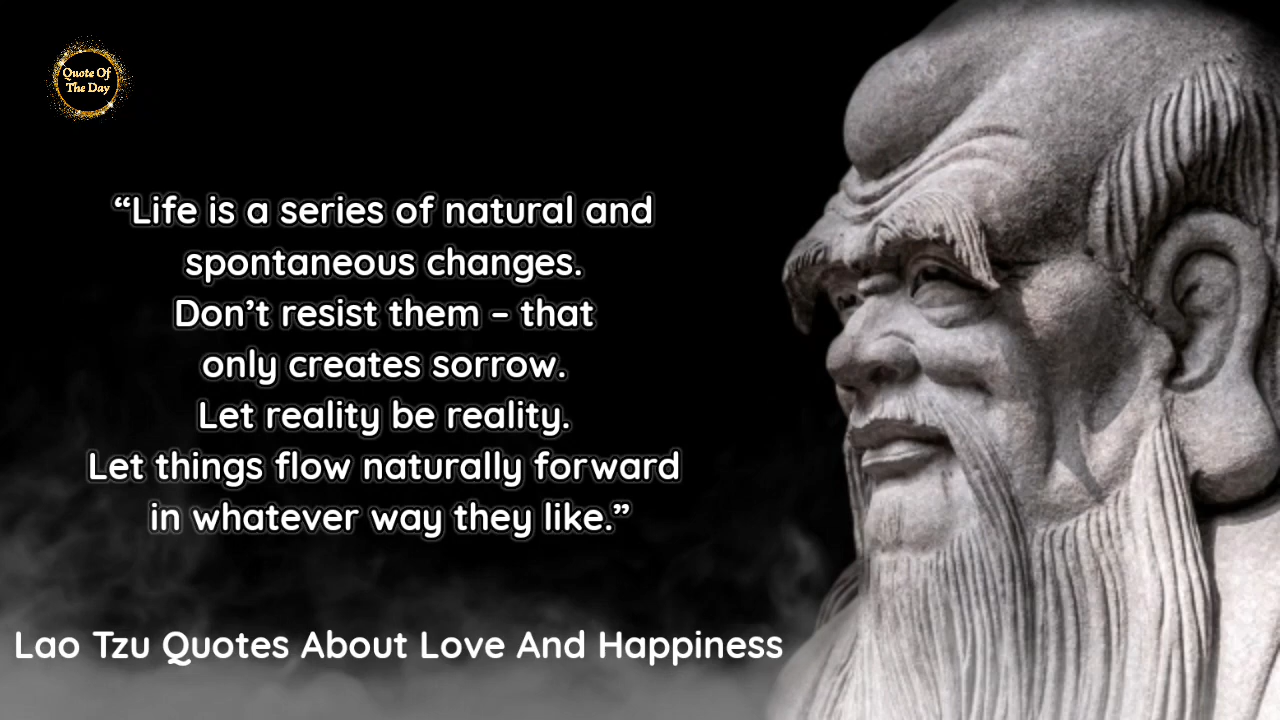 Quote Of
The Day
“Life is a series of natural and
spontaneous changes.
Don’t resist them – that
only creates sorrow.
Let reality be reality.
Let things flow naturally forward
in whatever way they like.”
Lao Tzu Quotes About Love And Happiness